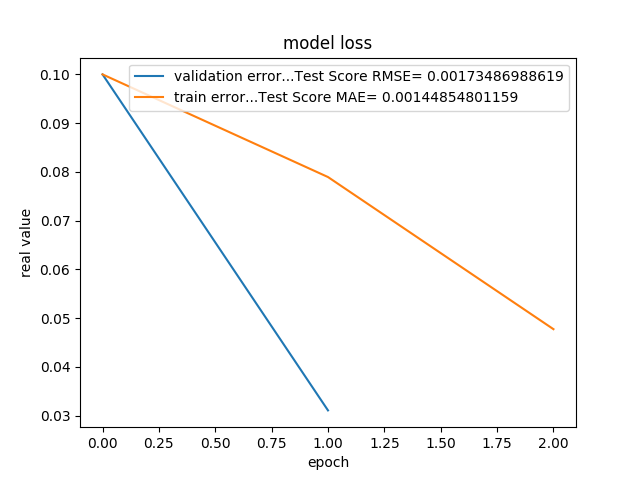 model loss
validation error...Test Score RMSE= 0.00173486988619
train error...Test Score MAE= 0.00144854801159
0.10
0.09
0.08
0.07
0.06
0.05
0.04
0.03
real value
0.00 0.25 0.50 0.75 1.00 1.25 1.50 1.75 2.00
epoch